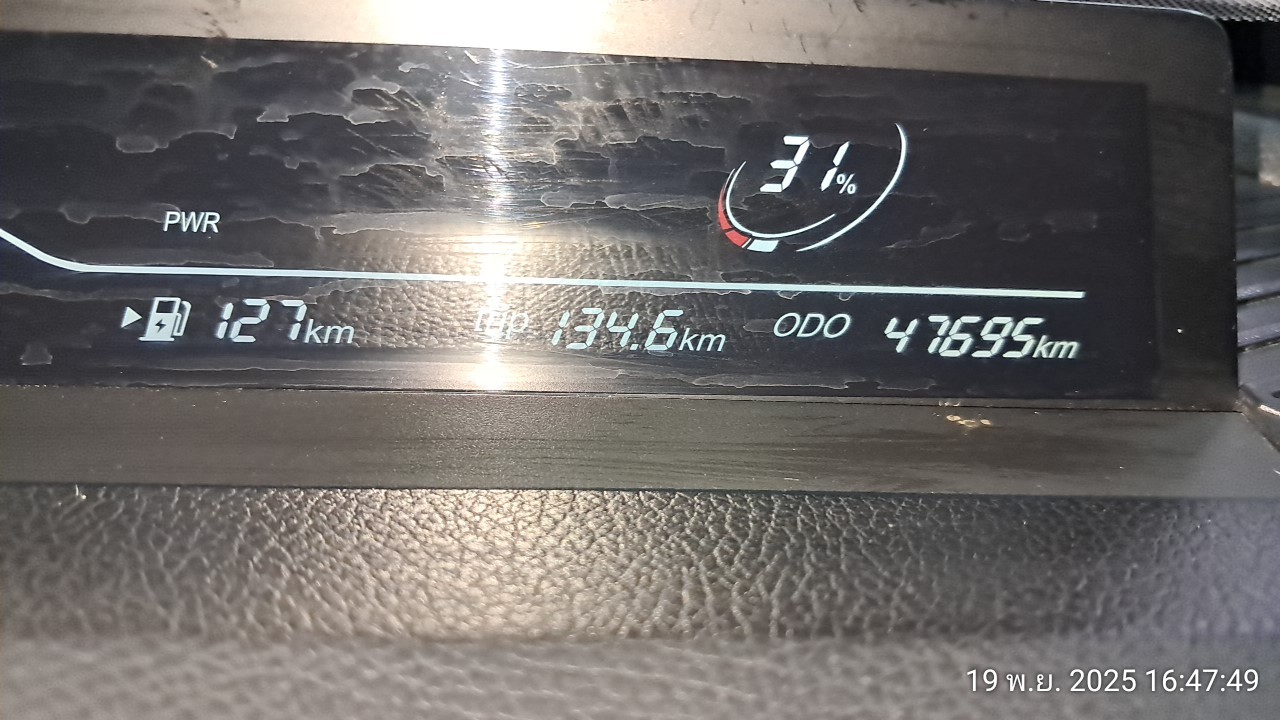 31%
PWR
127km Trip 134.6km ODO 47695km
19 พ.ย. 2025 16:47:49